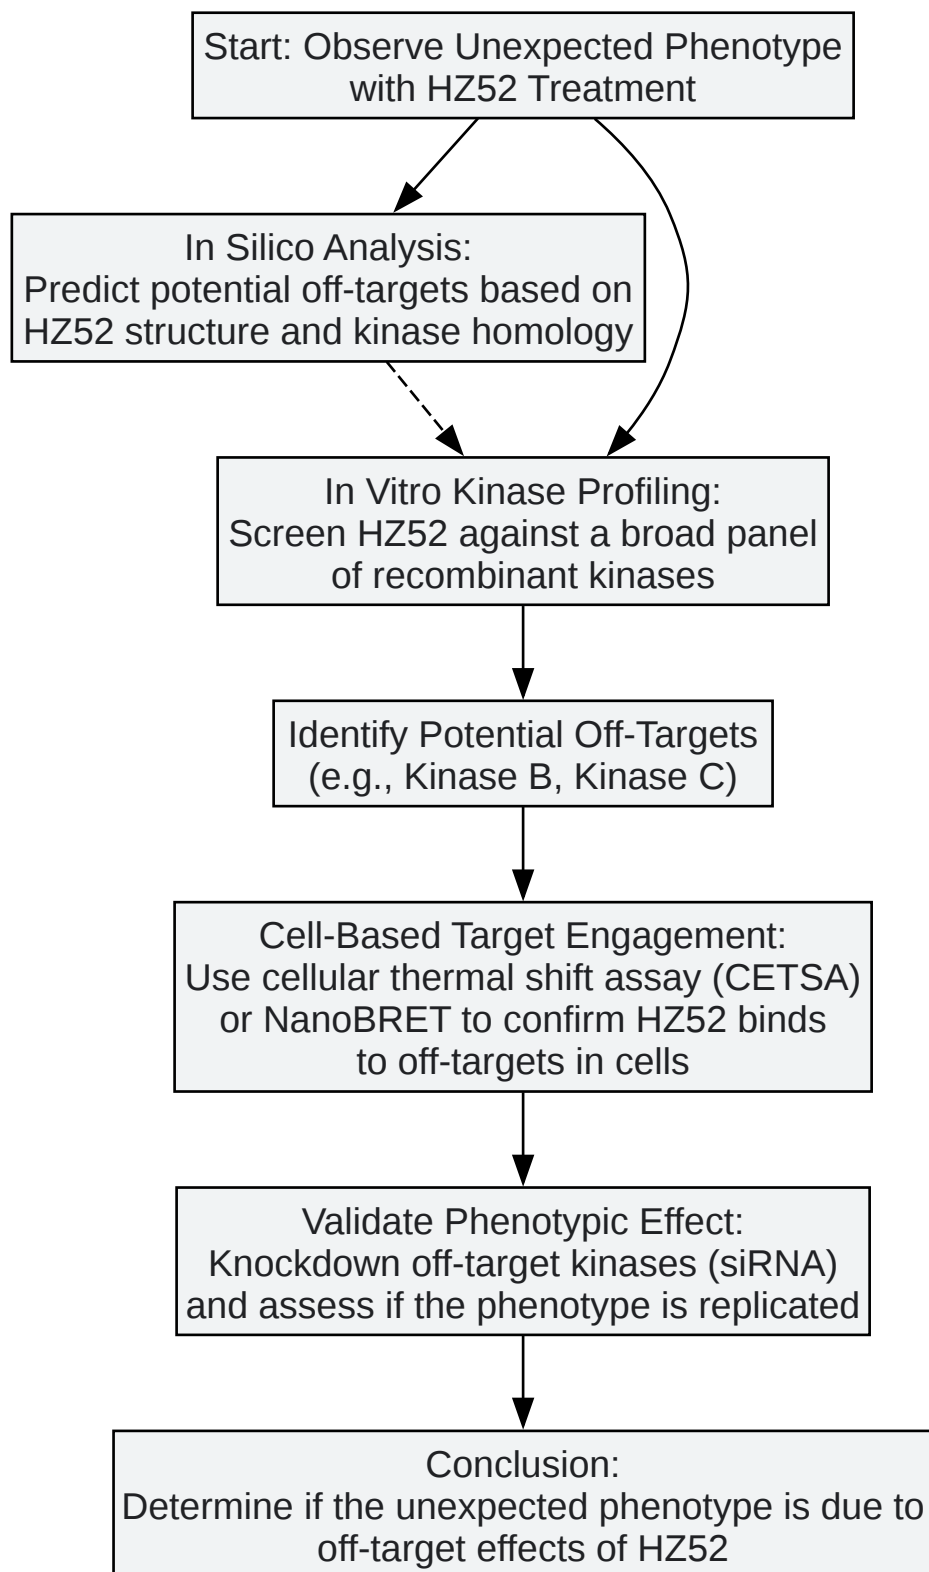 Start: Observe Unexpected Phenotype
with HZ52 Treatment
In Silico Analysis:
Predict potential off-targets based on
HZ52 structure and kinase homology
In Vitro Kinase Profiling:
Screen HZ52 against a broad panel
of recombinant kinases
Identify Potential Off-Targets
(e.g., Kinase B, Kinase C)
Cell-Based Target Engagement:
Use cellular thermal shift assay (CETSA)
or NanoBRET to confirm HZ52 binds
to off-targets in cells
Validate Phenotypic Effect:
Knockdown off-target kinases (siRNA)
and assess if the phenotype is replicated
Conclusion:
Determine if the unexpected phenotype is due to
off-target effects of HZ52